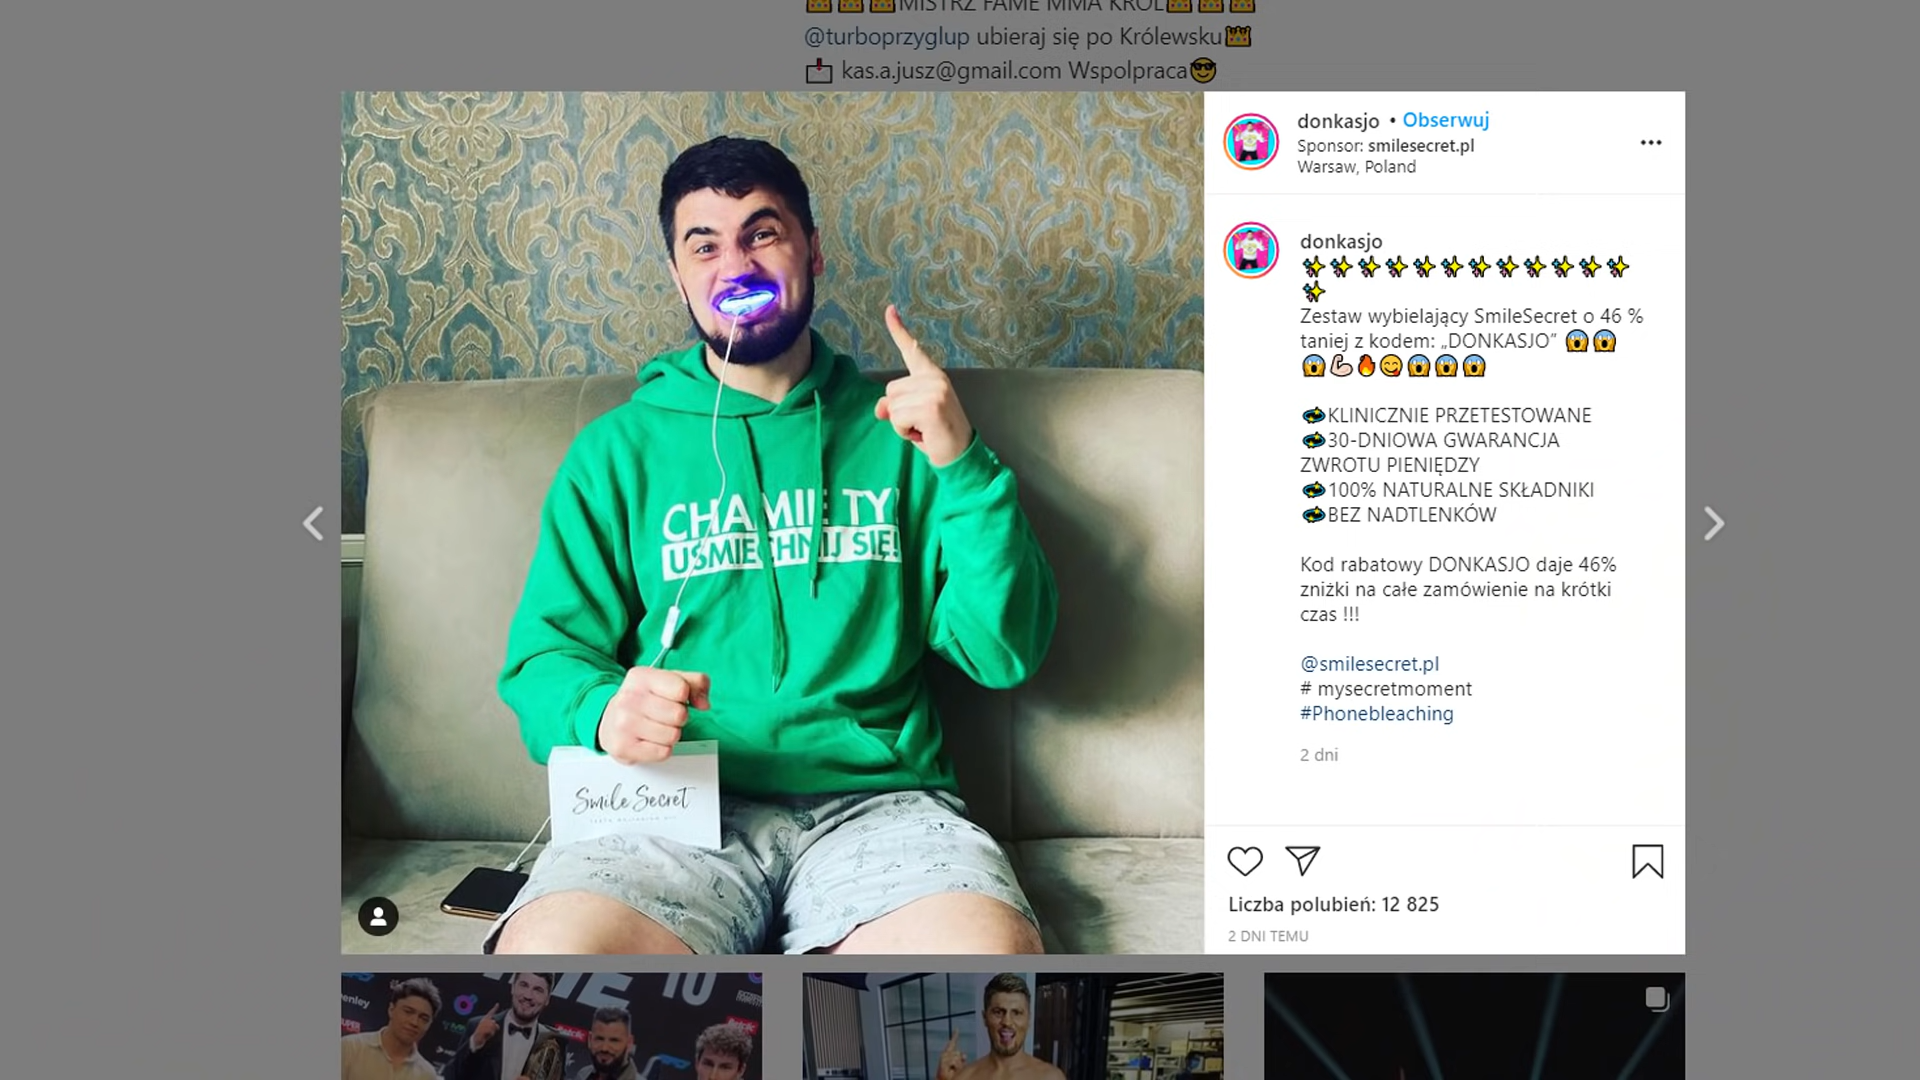 MISTRZ FAME MMA KRÓL
@turboprzyglup ubieraj się po Królewsku
kas.a.jusz@gmail.com Wspolpraca
donkasjo • Obserwuj
Sponsor: smilesecret.pl
Warsaw, Poland
donkasjo
Zestaw wybielający SmileSecret o 46 %
taniej z kodem: „DONKASJO”
KLINICZNIE PRZETESTOWANE
30-DNIOWA GWARANCJA
ZWROTU PIENIĘDZY
100% NATURALNE SKŁADNIKI
BEZ NADTLENKÓW
Kod rabatowy DONKASJO daje 46%
zniżki na całe zamówienie na krótki
czas !!!
@smilesecret.pl
# mysecretmoment
#Phonebleaching
2 dni
Liczba polubień: 12 825
2 DNI TEMU
CHAMIE TY!
UŚMIECHNIJ SIĘ!
Smile Secret
10